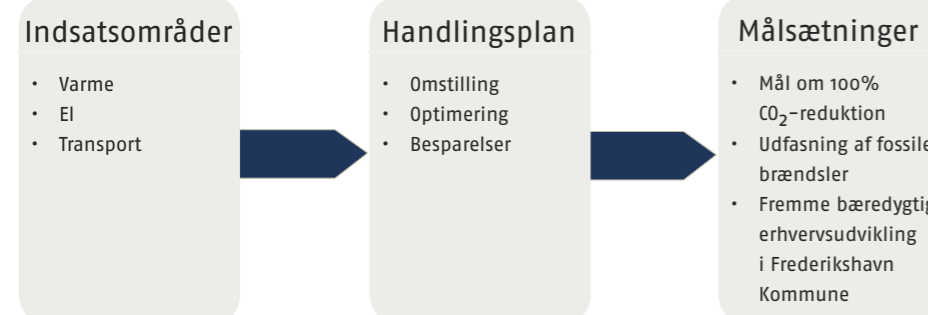 Indsatsområder
• Varme
• El
• Transport
Handlingsplan
• Omstilling
• Optimering
• Besparelser
Målsætninger
• Mål om 100%
CO₂-reduktion
• Udfasning af fossile
brændsler
• Fremme bæredygtig
erhvervsudvikling
i Frederikshavn
Kommune